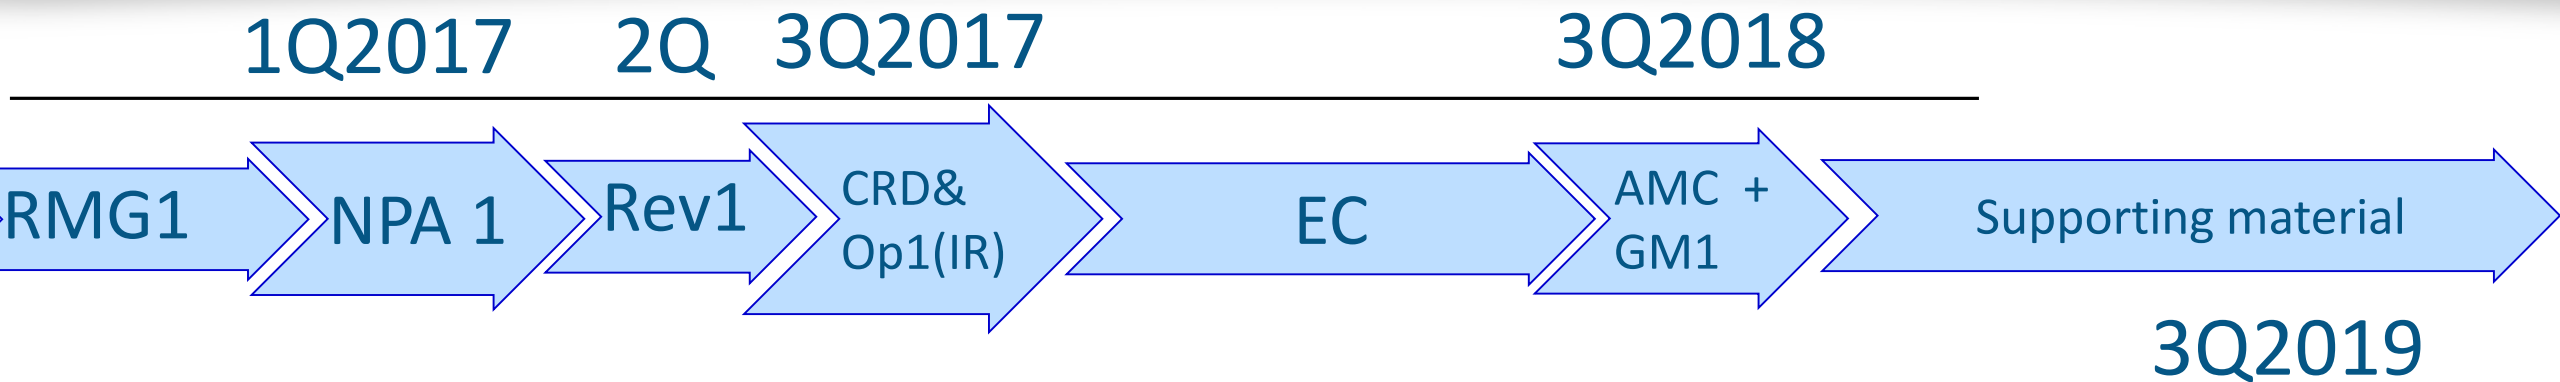 1Q2017 2Q 3Q2017 3Q2018
RMG1
NPA 1
Rev1
CRD&
Op1(IR)
EC
AMC +
GM1
Supporting material
3Q2019